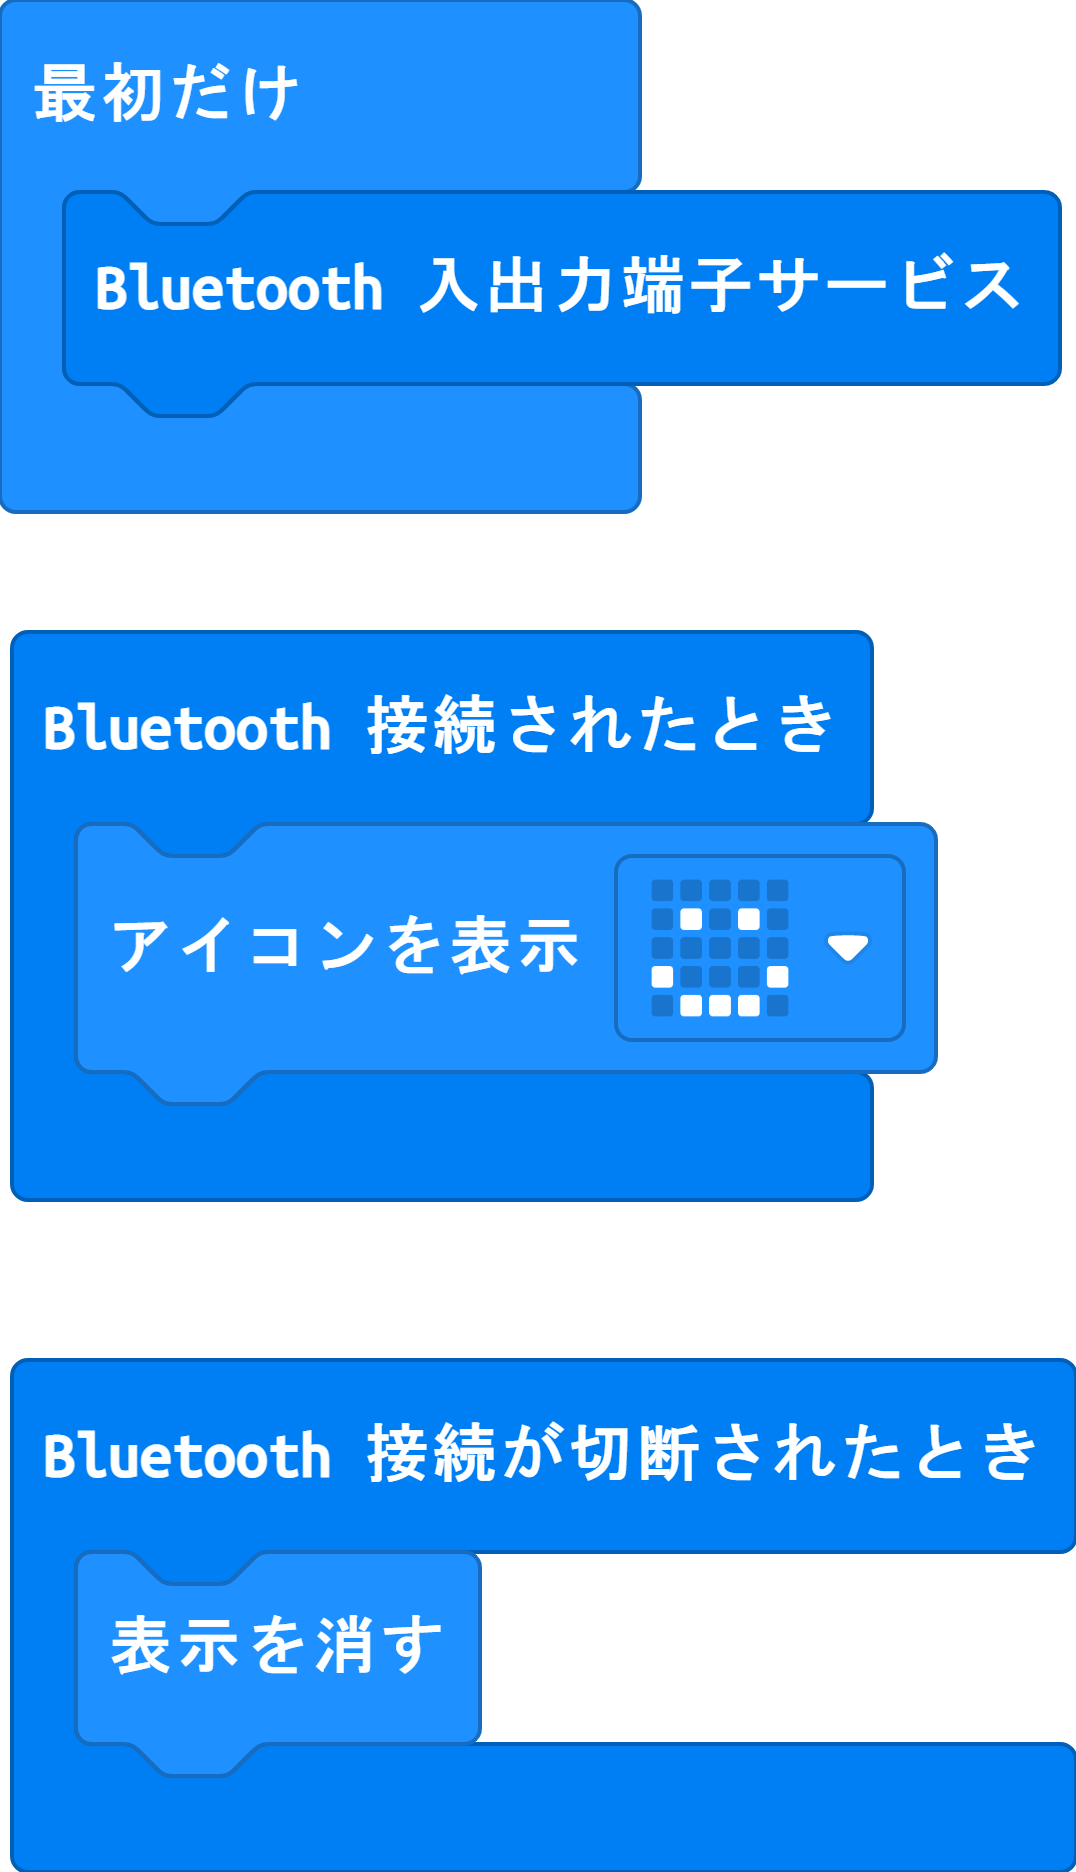 最初だけ
Bluetooth 入出力端子サービス
Bluetooth 接続されたとき
アイコンを表示
Bluetooth 接続が切断されたとき
表示を消す